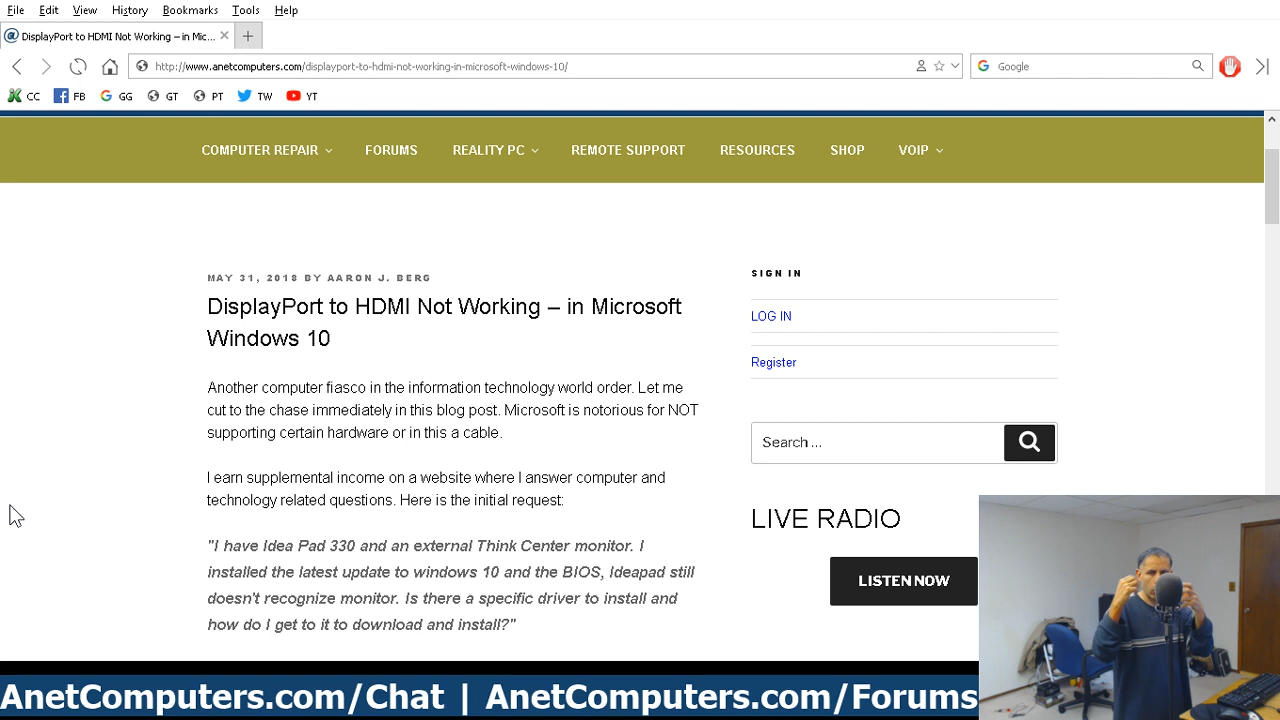 File Edit View History Bookmarks Tools Help
DisplayPort to HDMI Not Working – in Mic...
http://www.anetcomputers.com/displayport-to-hdmi-not-working-in-microsoft-windows-10/
Google
CC FB GG GT PT TW YT
COMPUTER REPAIR FORUMS REALITY PC REMOTE SUPPORT RESOURCES SHOP VOIP
MAY 31, 2018 BY AARON J. BERG
DisplayPort to HDMI Not Working – in Microsoft
Windows 10
Another computer fiasco in the information technology world order. Let me
cut to the chase immediately in this blog post. Microsoft is notorious for NOT
supporting certain hardware or in this a cable.
I earn supplemental income on a website where I answer computer and
technology related questions. Here is the initial request:
"I have Idea Pad 330 and an external Think Center monitor. I
installed the latest update to windows 10 and the BIOS, Ideapad still
doesn't recognize monitor. Is there a specific driver to install and
how do I get to it to download and install?"
SIGN IN
LOG IN
Register
Search ...
LIVE RADIO
LISTEN NOW
AnetComputers.com/Chat | AnetComputers.com/Forums